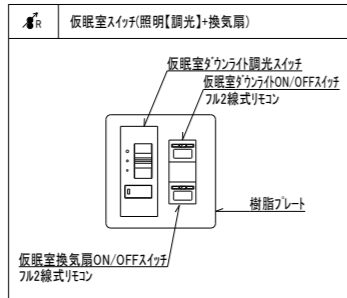 R
仮眠室ｽｲｯﾁ(照明【調光】+換気扇)
仮眠室ﾀﾞｳﾝﾗｲﾄ調光ｽｲｯﾁ
仮眠室ﾀﾞｳﾝﾗｲﾄON/OFFｽｲｯﾁ
ﾌﾙ2線式ﾘﾓｺﾝ
樹脂ﾌﾟﾚｰﾄ
仮眠室換気扇ON/OFFｽｲｯﾁ
ﾌﾙ2線式ﾘﾓｺﾝ